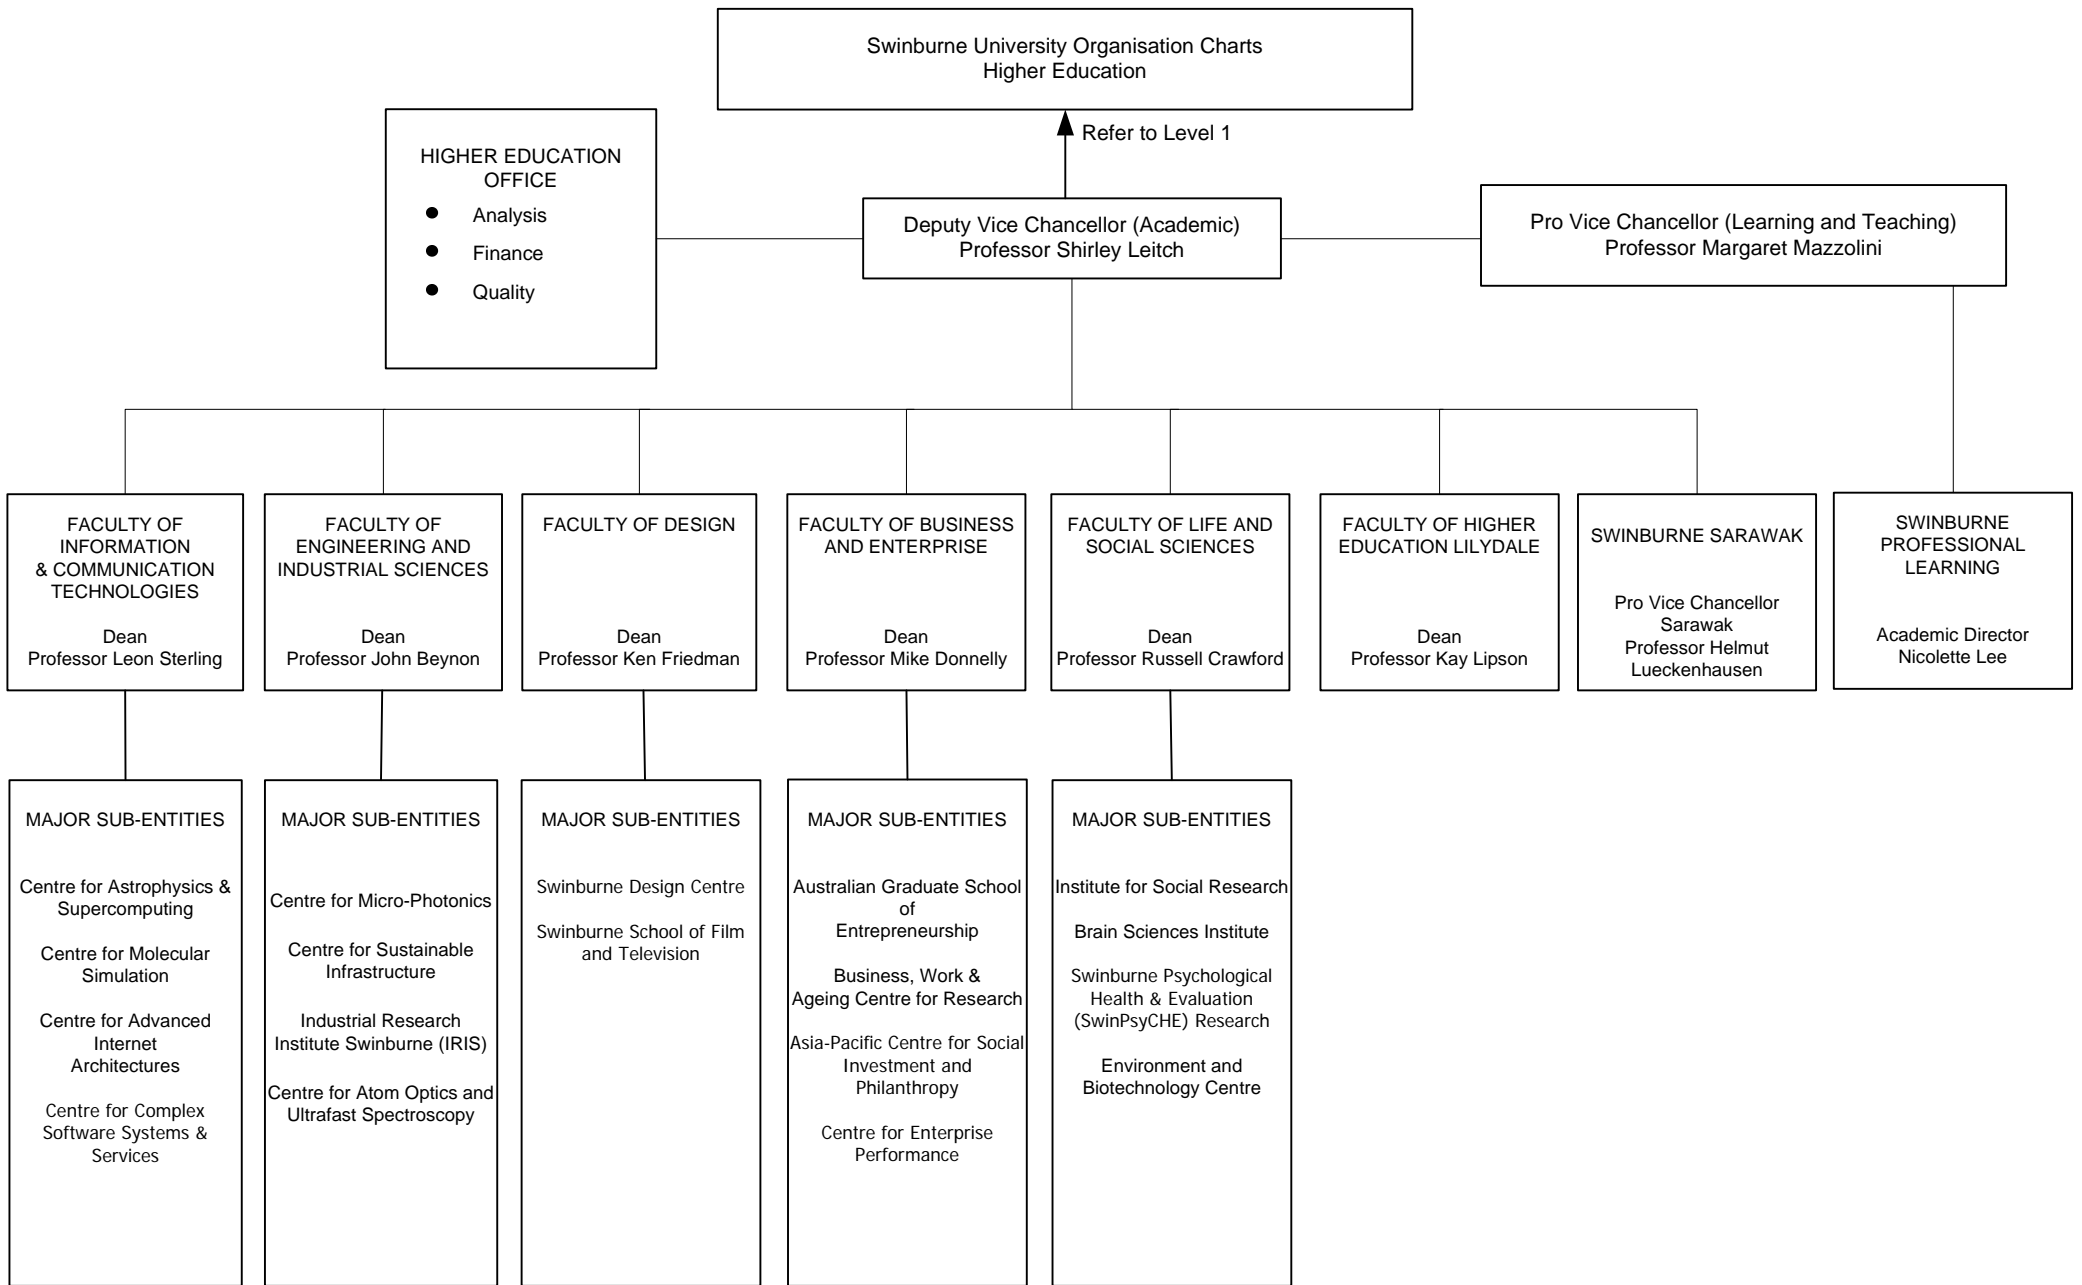 Swinburne University Organisation Charts
Higher Education
Refer to Level 1
HIGHER EDUCATION
OFFICE
● Analysis
● Finance
● Quality
Deputy Vice Chancellor (Academic)
Professor Shirley Leitch
Pro Vice Chancellor (Learning and Teaching)
Professor Margaret Mazzolini
FACULTY OF
INFORMATION
& COMMUNICATION
TECHNOLOGIES
Dean
Professor Leon Sterling
FACULTY OF
ENGINEERING AND
INDUSTRIAL SCIENCES
Dean
Professor John Beynon
FACULTY OF DESIGN
Dean
Professor Ken Friedman
FACULTY OF BUSINESS
AND ENTERPRISE
Dean
Professor Mike Donnelly
FACULTY OF LIFE AND
SOCIAL SCIENCES
Dean
Professor Russell Crawford
FACULTY OF HIGHER
EDUCATION LILYDALE
Dean
Professor Kay Lipson
SWINBURNE SARAWAK
Pro Vice Chancellor
Sarawak
Professor Helmut
Lueckenhausen
SWINBURNE
PROFESSIONAL
LEARNING
Academic Director
Nicolette Lee
MAJOR SUB-ENTITIES
Centre for Astrophysics &
Supercomputing
Centre for Molecular
Simulation
Centre for Advanced
Internet
Architectures
Centre for Complex
Software Systems &
Services
MAJOR SUB-ENTITIES
Centre for Micro-Photonics
Centre for Sustainable
Infrastructure
Industrial Research
Institute Swinburne (IRIS)
Centre for Atom Optics and
Ultrafast Spectroscopy
MAJOR SUB-ENTITIES
Swinburne Design Centre
Swinburne School of Film
and Television
MAJOR SUB-ENTITIES
Australian Graduate School
of
Entrepreneurship
Business, Work &
Ageing Centre for Research
Asia-Pacific Centre for Social
Investment and
Philanthropy
Centre for Enterprise
Performance
MAJOR SUB-ENTITIES
Institute for Social Research
Brain Sciences Institute
Swinburne Psychological
Health & Evaluation
(SwinPsyCHE) Research
Environment and
Biotechnology Centre